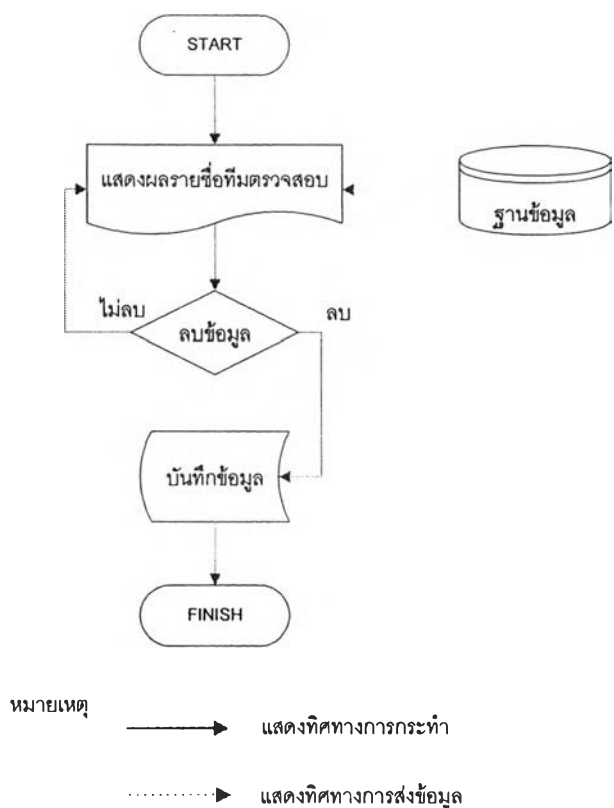 START
แสดงผลรายชื่อทีมตรวจสอบ
ฐานข้อมูล
ไม่ลบ
ลบ
ลบข้อมูล
บันทึกข้อมูล
FINISH
หมายเหตุ
แสดงทิศทางการกระทำ
แสดงทิศทางการส่งข้อมูล